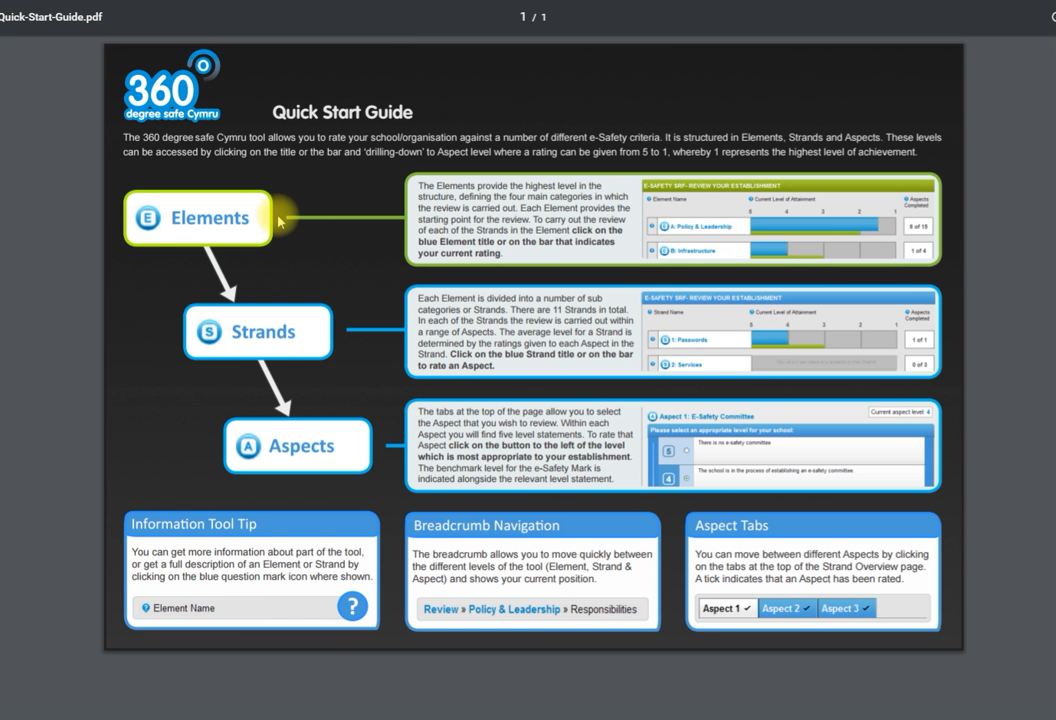 Quick-Start-Guide.pdf
1 / 1
360
degree safe Cymru
Quick Start Guide
The 360 degree safe Cymru tool allows you to rate your school/organisation against a number of different e-Safety criteria. It is structured in Elements, Strands and Aspects. These levels
can be accessed by clicking on the title or the bar and 'drilling-down' to Aspect level where a rating can be given from 5 to 1, whereby 1 represents the highest level of achievement.
E Elements
The Elements provide the highest level in the
structure, defining the four main categories in which
the review is carried out. Each Element provides the
starting point for the review. To carry out the review
of each of the Strands in the Element click on the
blue Element title or on the bar that indicates
your current rating.
E-SAFETY SRF- REVIEW YOUR ESTABLISHMENT
Element Name
Current Level of Attainment
Aspects
Completed
5 4 3 2 1
A: Policy & Leadership
6 of 15
B: Infrastructure
1 of 4
S Strands
Each Element is divided into a number of sub
categories or Strands. There are 11 Strands in total.
In each of the Strands the review is carried out within
a range of Aspects. The average level for a Strand is
determined by the ratings given to each Aspect in the
Strand. Click on the blue Strand title or on the bar
to rate an Aspect.
E-SAFETY SRF- REVIEW YOUR ESTABLISHMENT
Strand Name
Current Level of Attainment
Aspects
Completed
5 4 3 2 1
1: Passwords
1 of 1
2: Services
0 of 3
A Aspects
The tabs at the top of the page allow you to select
the Aspect that you wish to review. Within each
Aspect you will find five level statements. To rate that
Aspect click on the button to the left of the level
which is most appropriate to your establishment.
The benchmark level for the e-Safety Mark is
indicated alongside the relevant level statement.
A Aspect 1: E-Safety Committee
Current aspect level: 4
Please select an appropriate level for your school:
5 There is no e-safety committee
4 The school is in the process of establishing an e-safety committee
Information Tool Tip
You can get more information about part of the tool,
or get a full description of an Element or Strand by
clicking on the blue question mark icon where shown.
? Element Name ?
Breadcrumb Navigation
The breadcrumb allows you to move quickly between
the different levels of the tool (Element, Strand &
Aspect) and shows your current position.
Review » Policy & Leadership » Responsibilities
Aspect Tabs
You can move between different Aspects by clicking
on the tabs at the top of the Strand Overview page.
A tick indicates that an Aspect has been rated.
Aspect 1 ✓ Aspect 2 ✓ Aspect 3 ✓